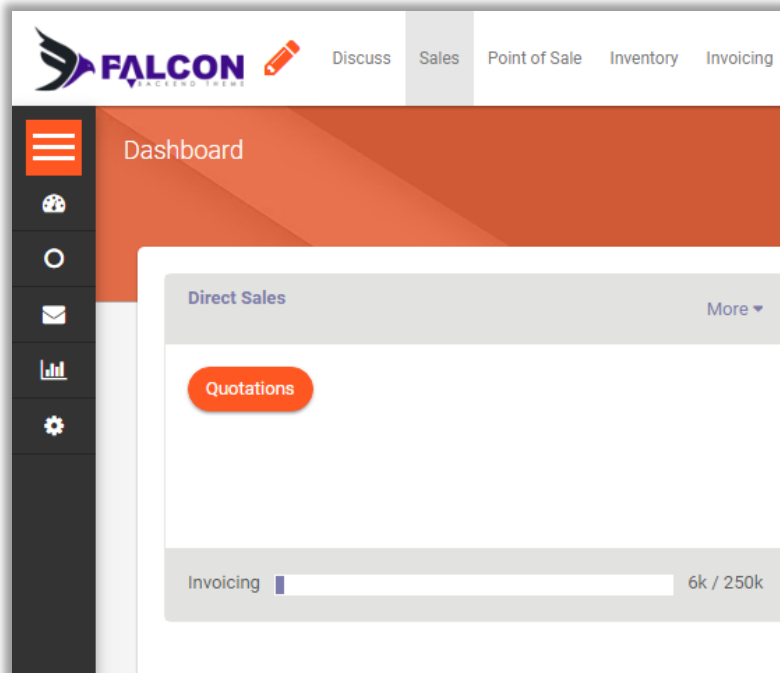 FALCON
BACKEND THEME
Discuss Sales Point of Sale Inventory Invoicing
Dashboard
Direct Sales
More
Quotations
Invoicing 6k / 250k